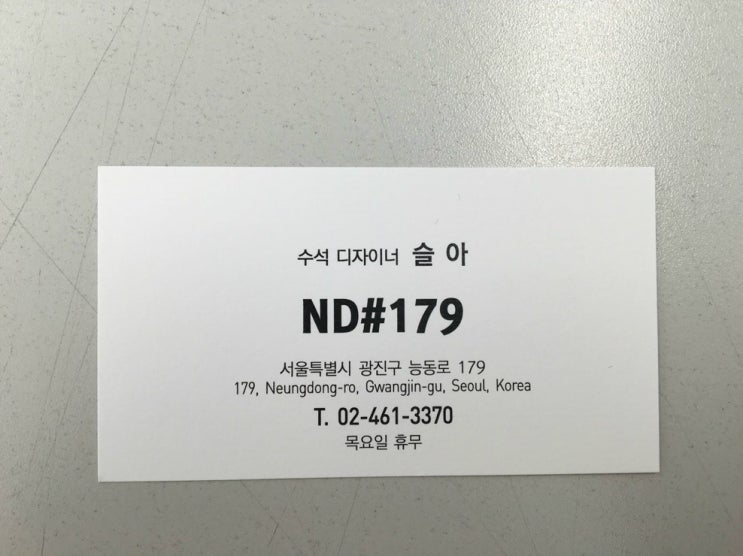 수석 디자이너 슬 아
ND#179
서울특별시 광진구 능동로 179
179, Neungdong-ro, Gwangjin-gu, Seoul, Korea
T. 02-461-3370
목요일 휴무